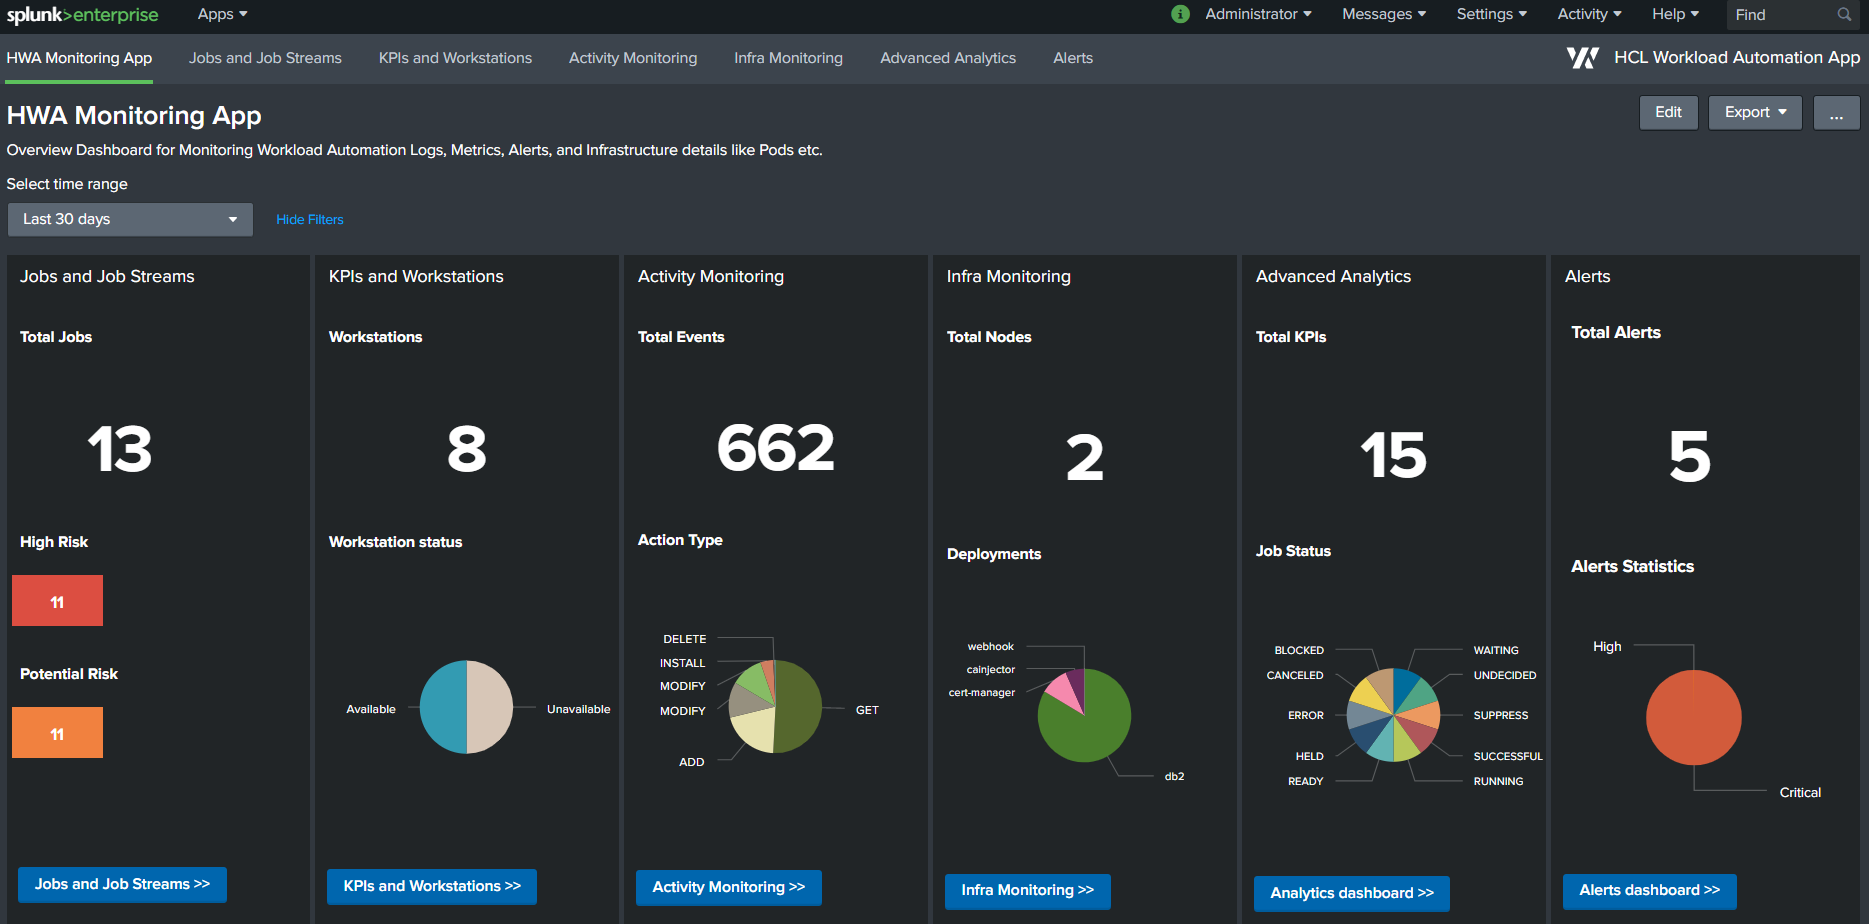 splunk>enterprise Apps Administrator Messages Settings Activity Help Find
HWA Monitoring App Jobs and Job Streams KPIs and Workstations Activity Monitoring Infra Monitoring Advanced Analytics Alerts HCL Workload Automation App
HWA Monitoring App
Edit Export ...
Overview Dashboard for Monitoring Workload Automation Logs, Metrics, Alerts, and Infrastructure details like Pods etc.
Select time range
Last 30 days Hide Filters
Jobs and Job Streams
Total Jobs
13
High Risk
11
Potential Risk
11
Jobs and Job Streams >>
KPIs and Workstations
Workstations
8
Workstation status
Available
Unavailable
KPIs and Workstations >>
Activity Monitoring
Total Events
662
Action Type
DELETE
INSTALL
MODIFY
MODIFY
GET
ADD
Activity Monitoring >>
Infra Monitoring
Total Nodes
2
Deployments
webhook
cainjector
cert-manager
db2
Infra Monitoring >>
Advanced Analytics
Total KPIs
15
Job Status
BLOCKED
WAITING
CANCELED
UNDECIDED
ERROR
SUPPRESS
HELD
SUCCESSFUL
READY
RUNNING
Analytics dashboard >>
Alerts
Total Alerts
5
Alerts Statistics
High
Critical
Alerts dashboard >>